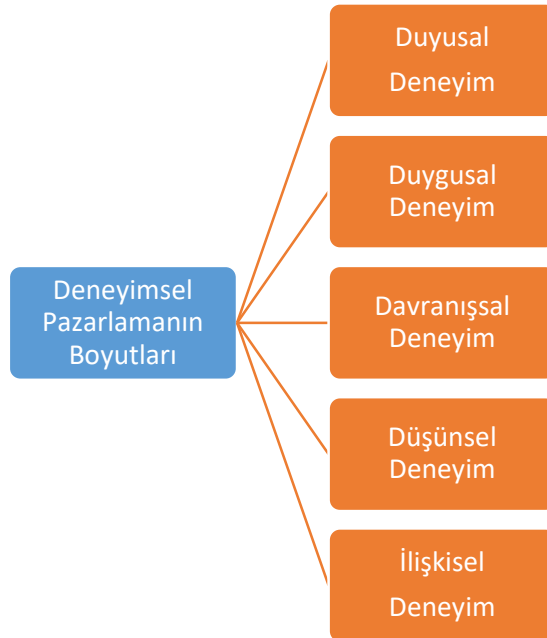 Duyusal
Deneyim
Duygusal
Deneyim
Deneyimsel
Pazarlamanın
Boyutları
Davranışsal
Deneyim
Düşünsel
Deneyim
İlişkisel
Deneyim